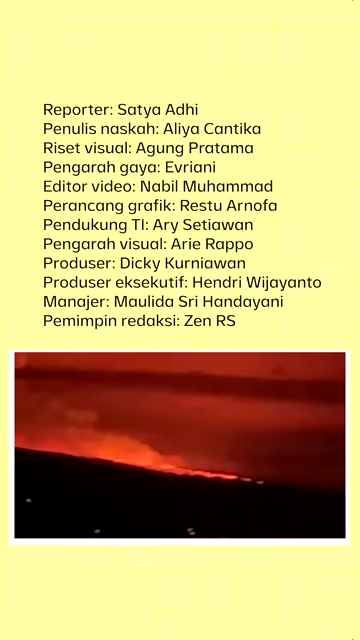 Reporter: Satya Adhi
Penulis naskah: Aliya Cantika
Riset visual: Agung Pratama
Pengarah gaya: Evriani
Editor video: Nabil Muhammad
Perancang grafik: Restu Arnofa
Pendukung TI: Ary Setiawan
Pengarah visual: Arie Rappo
Produser: Dicky Kurniawan
Produser eksekutif: Hendri Wijayanto
Manajer: Maulida Sri Handayani
Pemimpin redaksi: Zen RS